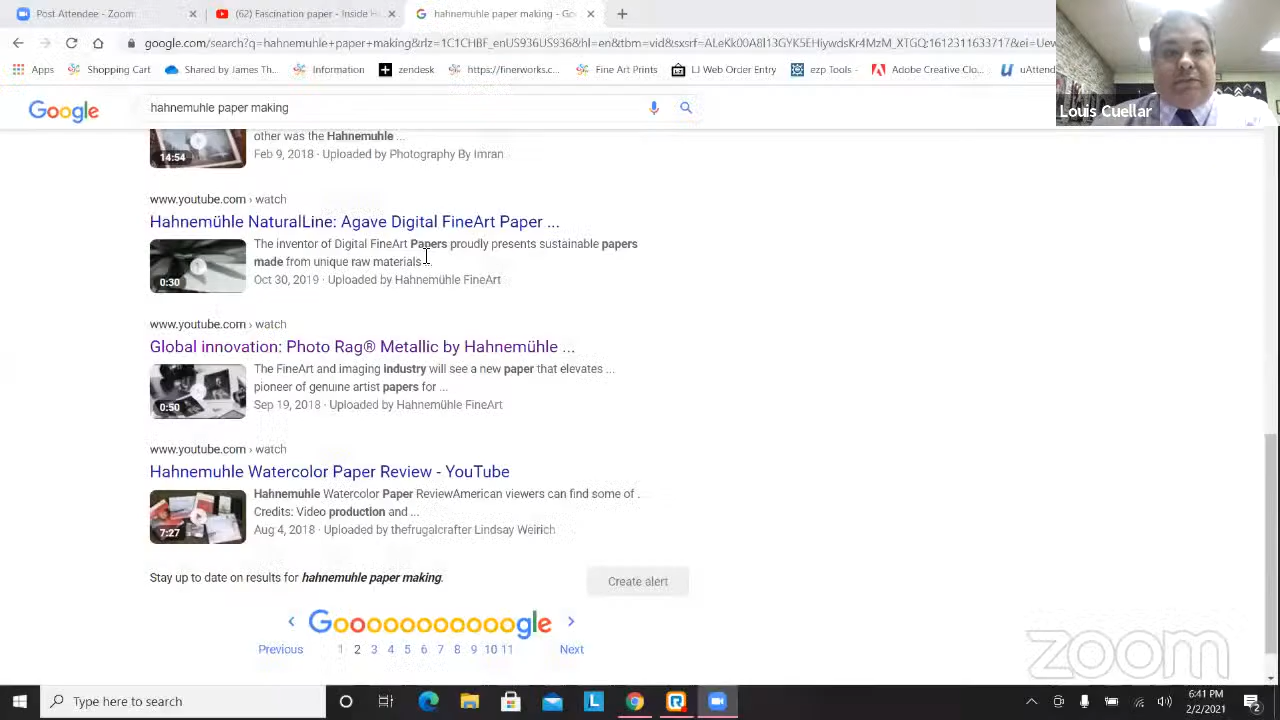 Post Attendee -
how was hahnemuhle paper
hahnemuhle paper making - Go
google.com/search?q=hahnemuhle+paper+making&rlz=1C1CHBF_enUS936US936&hl=en&tbm=vid&sxsrf=ALeKk00A8I13GYK5EHiywdsKr4MzM_XTGQ:1612311633717&ei=Uew
Apps
Shopping Cart
Shared by James Th...
Information
zendesk
https://finerworks.c...
Fine Art Prints
LJ Web Order Entry
ezp Tools -
Adobe Creative Clo...
uAttend
Louis Cuellar
Google
hahnemuhle paper making
other was the Hahnemuhle ...
14:54
Feb 9, 2018 · Uploaded by Photography By Imran
www.youtube.com › watch
Hahnemühle NaturalLine: Agave Digital FineArt Paper ...
The inventor of Digital FineArt Papers proudly presents sustainable papers
made from unique raw materials
0:30
Oct 30, 2019 · Uploaded by Hahnemühle FineArt
www.youtube.com › watch
Global innovation: Photo Rag® Metallic by Hahnemühle ...
The FineArt and imaging industry will see a new paper that elevates ...
pioneer of genuine artist papers for ...
0:50
Sep 19, 2018 · Uploaded by Hahnemühle FineArt
www.youtube.com › watch
Hahnemuhle Watercolor Paper Review - YouTube
Hahnemuhle Watercolor Paper ReviewAmerican viewers can find some of .
Credits: Video production and ...
7:27
Aug 4, 2018 · Uploaded by thefrugalcrafter Lindsay Weirich
Stay up to date on results for hahnemuhle paper making.
Create alert
Goooooooooogle
Previous 1 2 3 4 5 6 7 8 9 10 11 Next
zoom
Type here to search
6:41 PM
2/2/2021
2